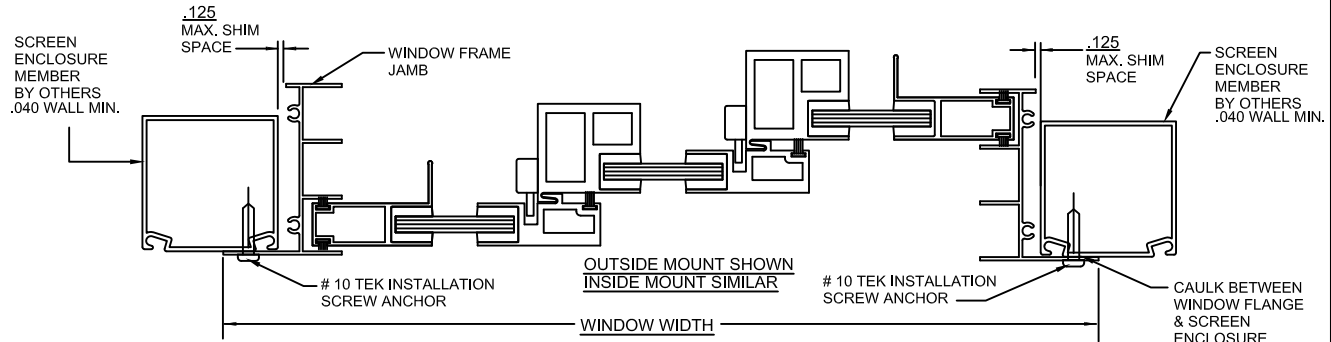 .125
MAX. SHIM
SPACE
SCREEN
ENCLOSURE
MEMBER
BY OTHERS
.040 WALL MIN.
WINDOW FRAME
JAMB
.125
MAX. SHIM
SPACE
SCREEN
ENCLOSURE
MEMBER
BY OTHERS
.040 WALL MIN.
# 10 TEK INSTALLATION
SCREW ANCHOR
OUTSIDE MOUNT SHOWN
INSIDE MOUNT SIMILAR
# 10 TEK INSTALLATION
SCREW ANCHOR
CAULK BETWEEN
WINDOW FLANGE
& SCREEN
ENCLOSURE
WINDOW WIDTH